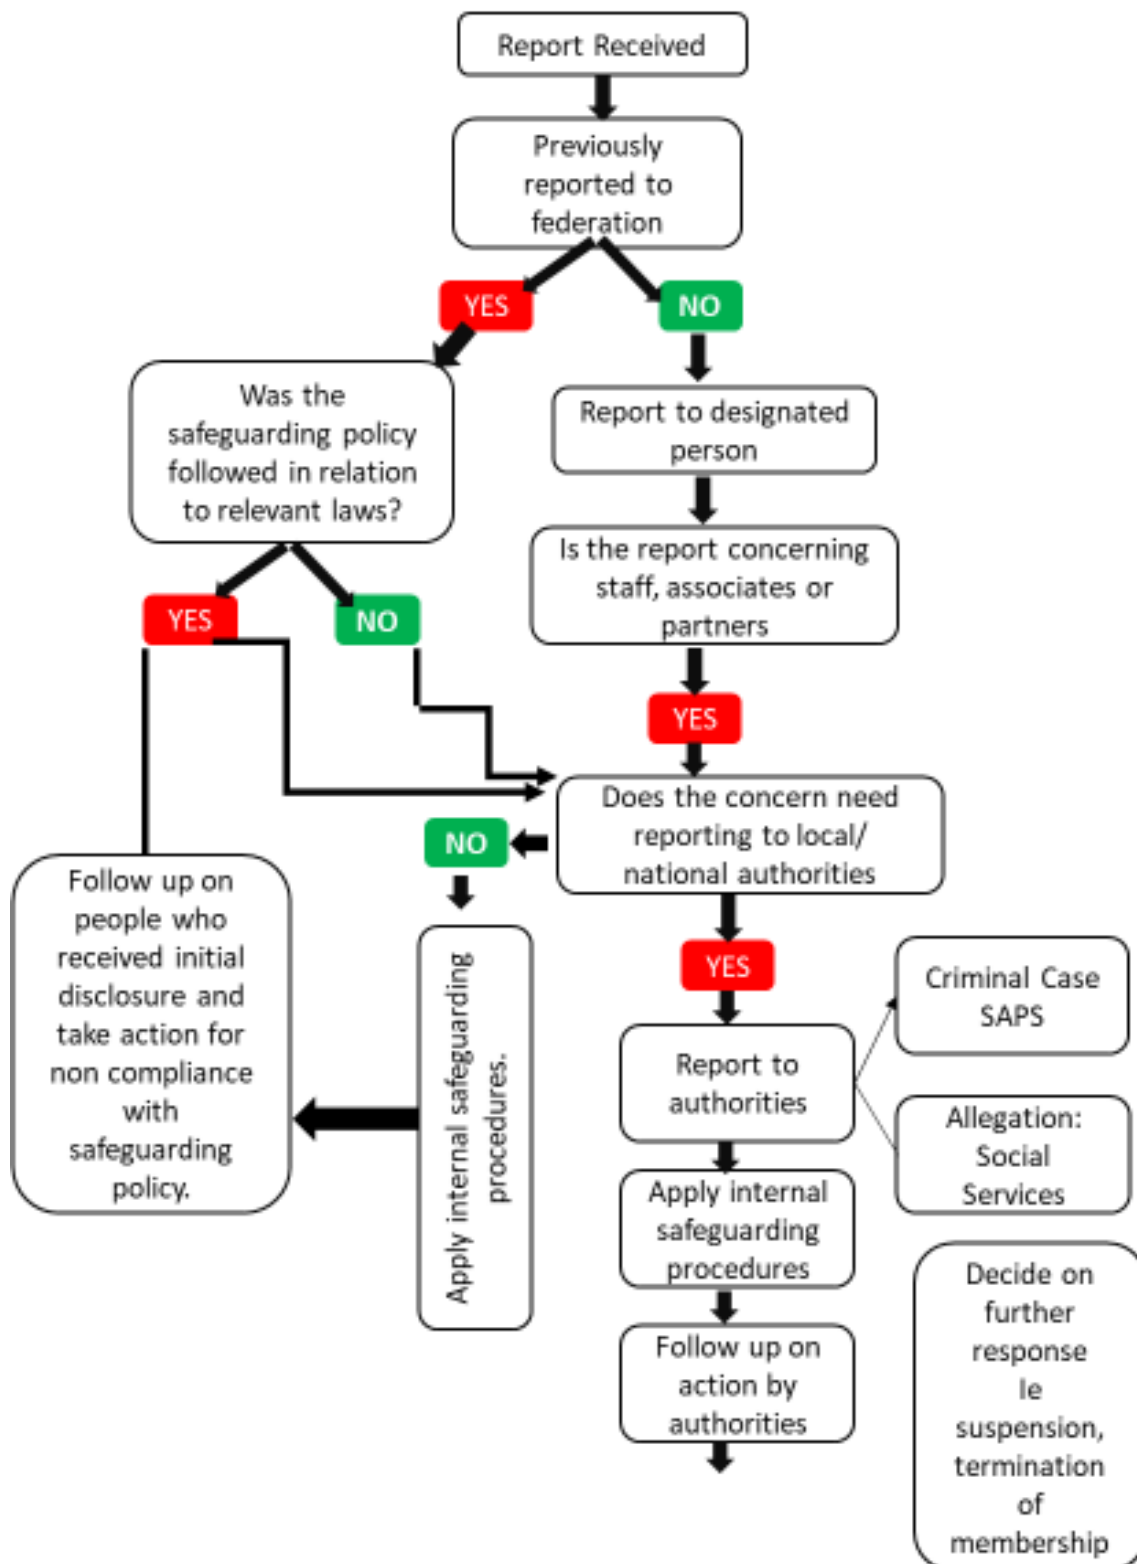 Report Received
Previously
reported to
federation
YES
NO
Was the
safeguarding policy
followed in relation
to relevant laws?
Report to designated
person
Is the report concerning
staff, associates or
partners
YES
NO
YES
Does the concern need
reporting to local/
national authorities
NO
Follow up on
people who
received initial
disclosure and
take action for
non compliance
with
safeguarding
policy.
Apply internal safeguarding
procedures.
YES
Report to
authorities
Criminal Case
SAPS
Allegation:
Social
Services
Apply internal
safeguarding
procedures
Follow up on
action by
authorities
Decide on
further
response
Ie
suspension,
termination
of
membership